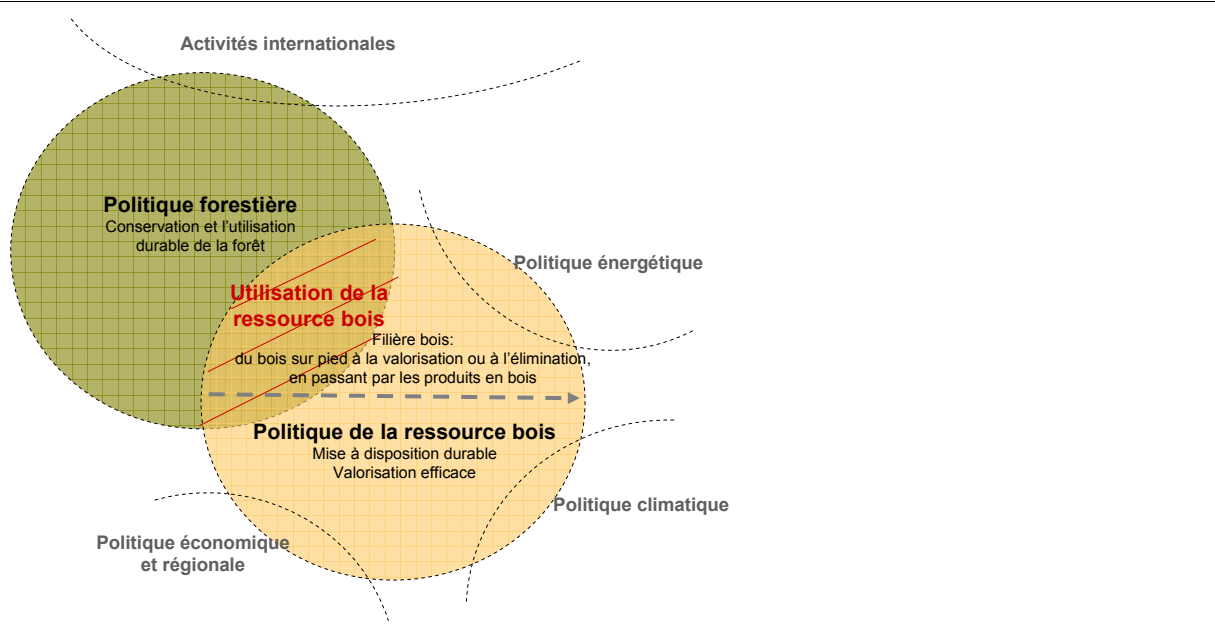 Activités internationales
Politique forestière
Conservation et l'utilisation
durable de la forêt
Politique énergétique
Utilisation de la
ressource bois
Filière bois:
du bois sur pied à la valorisation ou à l'élimination,
en passant par les produits en bois
Politique de la ressource bois
Mise à disposition durable
Valorisation efficace
Politique climatique
Politique économique
et régionale